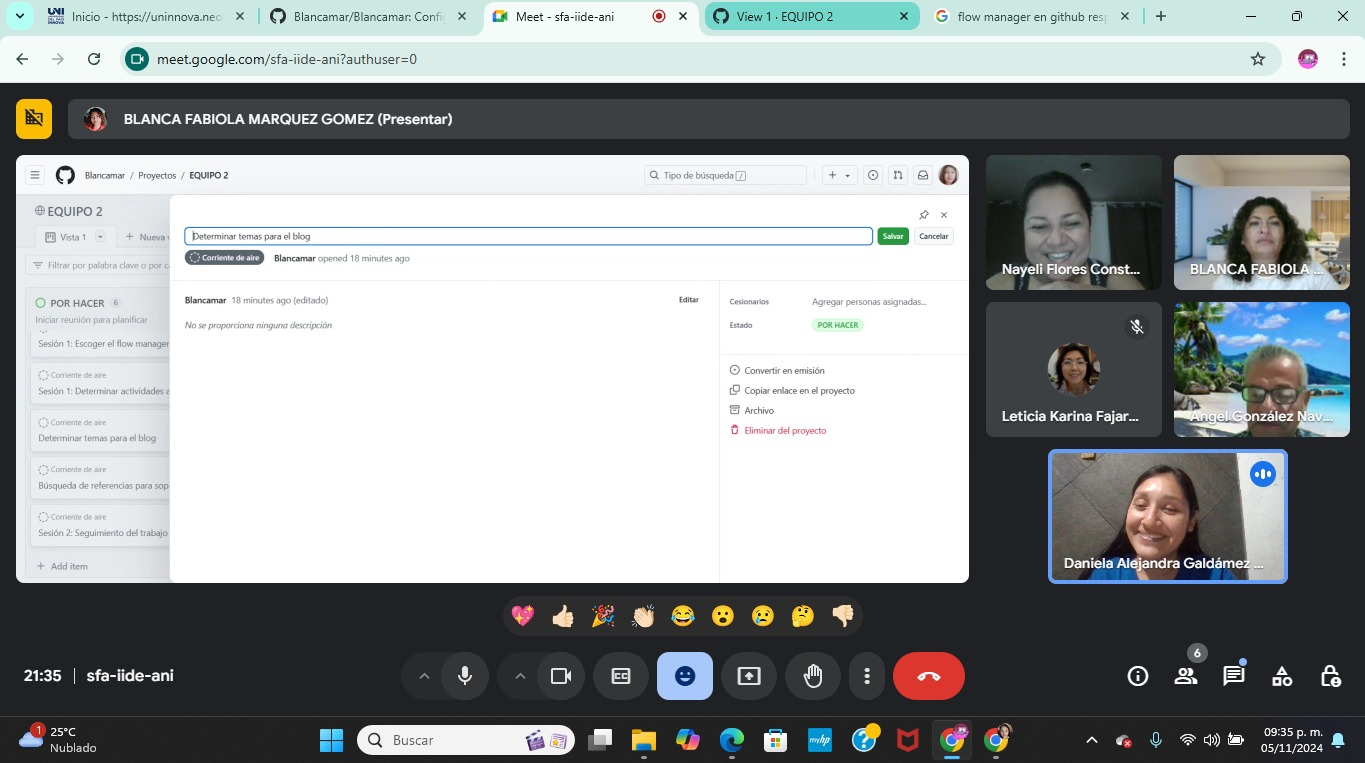 Inicio - https://uninnova.neo
Blancamar/Blancamar: Confi
Meet - sfa-iide-ani
View 1 · EQUIPO 2
flow manager en github resp
meet.google.com/sfa-iide-ani?authuser=0
BLANCA FABIOLA MARQUEZ GOMEZ (Presentar)
Blancamar / Proyectos / EQUIPO 2
Tipo de búsqueda /
EQUIPO 2
Vista 1
Nueva
Filtrar por palabra clave o por c
POR HACER 6
Iniciar reunión para planificar
Sesión 1: Escoger el flow manager
Corriente de aire
Sesión 1: Determinar actividades a
Corriente de aire
Determinar temas para el blog
Corriente de aire
Búsqueda de referencias para sop
Corriente de aire
Sesión 2: Seguimiento del trabajo
Add item
Determinar temas para el blog
Salvar
Cancelar
Corriente de aire
Blancamar opened 18 minutes ago
Blancamar 18 minutes ago (editado)
Editar
No se proporciona ninguna descripción
Cesionarios
Agregar personas asignadas...
Estado
POR HACER
Convertir en emisión
Copiar enlace en el proyecto
Archivo
Eliminar del proyecto
Nayeli Flores Const...
BLANCA FABIOLA ...
Leticia Karina Fajar...
Angel González Nav...
Daniela Alejandra Galdámez ...
21:35 | sfa-iide-ani
CC
6
1
25°C
Nublado
Buscar
myhp
09:35 p. m.
05/11/2024